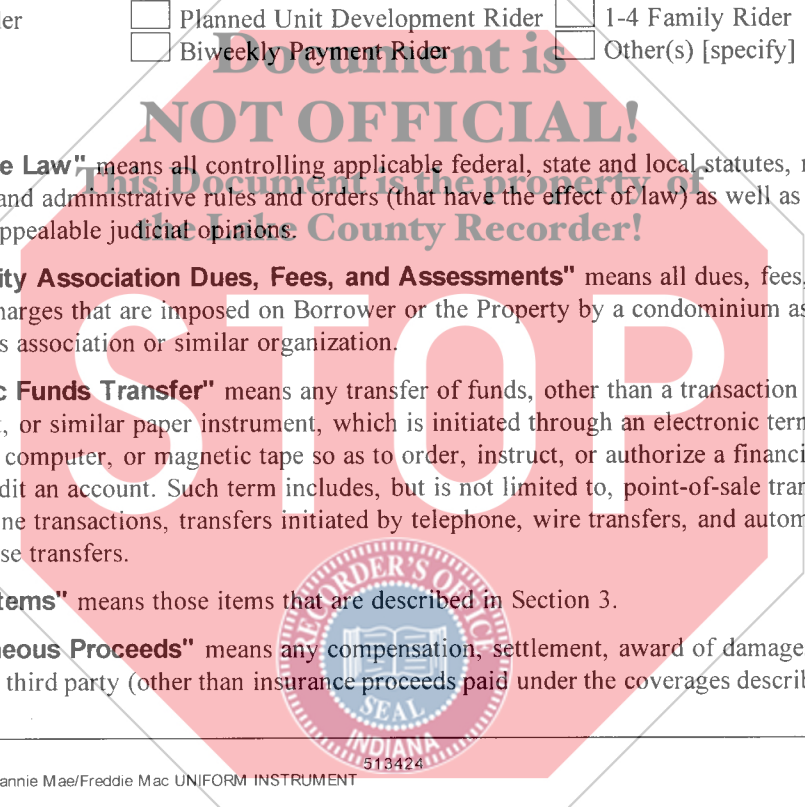 er Planned Unit Development Rider 1-4 Family Rider
Biweekly Payment Rider Other(s) [specify]
Document is
NOT OFFICIAL!
e Law" means all controlling applicable federal, state and local statutes,
This Document is the property of
and administrative rules and orders (that have the effect of law) as well as
the Lake County Recorder!
ppealable judicial opinions.
ity Association Dues, Fees, and Assessments" means all dues, fees,
harges that are imposed on Borrower or the Property by a condominium as
s association or similar organization.
c Funds Transfer" means any transfer of funds, other than a transaction
, or similar paper instrument, which is initiated through an electronic term
computer, or magnetic tape so as to order, instruct, or authorize a financi
dit an account. Such term includes, but is not limited to, point-of-sale tran
ne transactions, transfers initiated by telephone, wire transfers, and autom
se transfers.
STOP
tems" means those items that are described in Section 3.
eous Proceeds" means any compensation, settlement, award of damage
third party (other than insurance proceeds paid under the coverages describ
RECORDER'S OFFICE
SEAL
INDIANA
513424
annie Mae/Freddie Mac UNIFORM INSTRUMENT